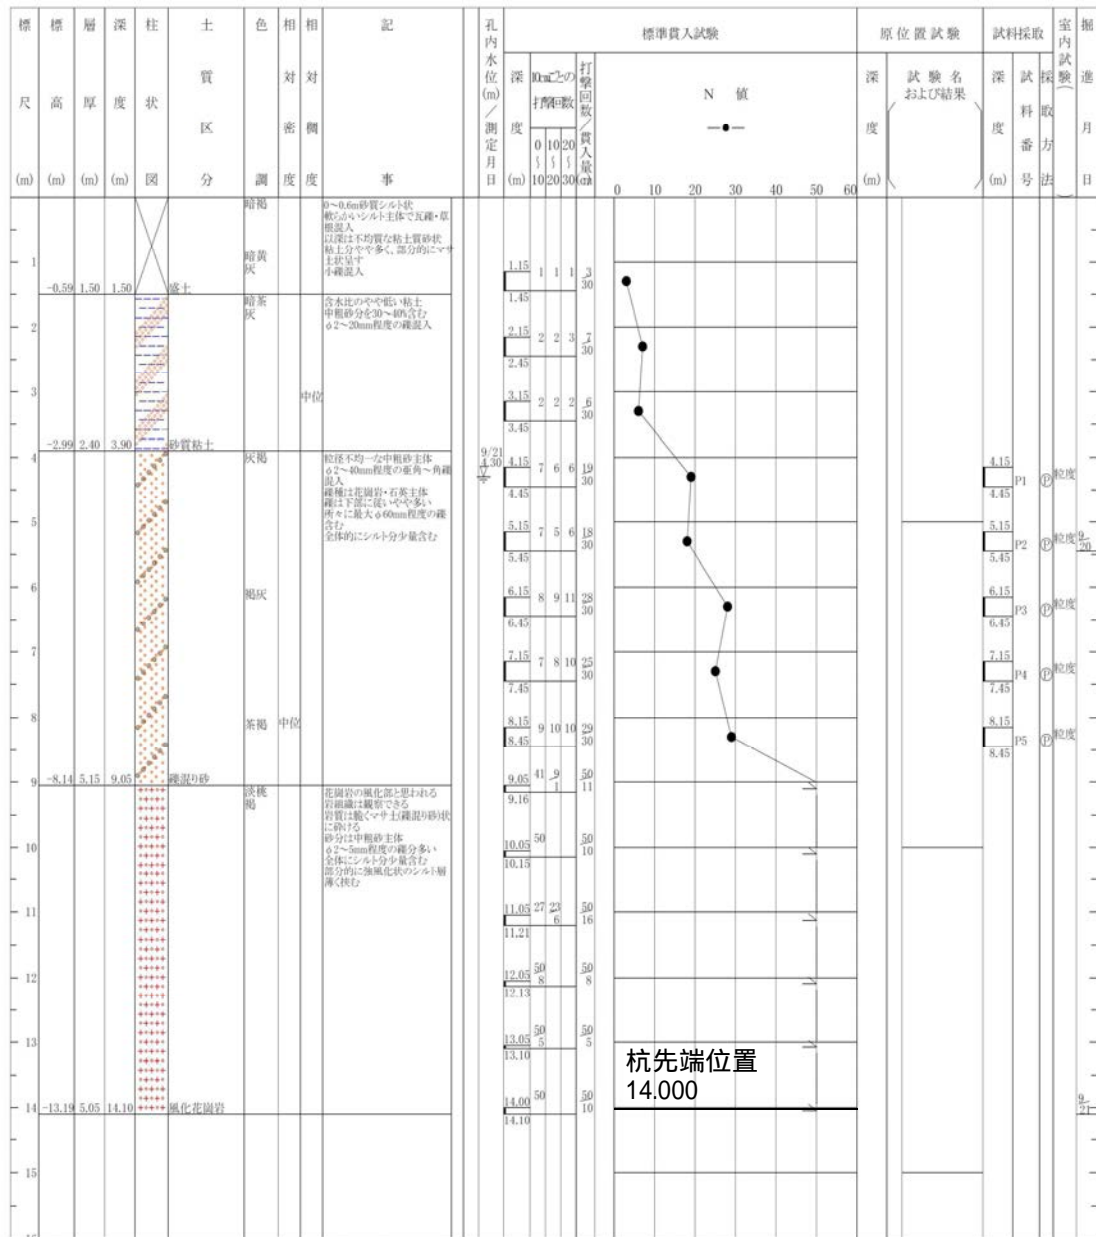 標尺(m)
標高(m)
層厚(m)
深度(m)
柱状図
土質区分
色調
相対密度
相対稠度
記事
孔内水位(m)／測定月日
標準貫入試験
深度(m)
10cmごとの打撃回数
0～10
10～20
20～30
打撃回数／貫入量(cm)
N 値
0 10 20 30 40 50 60
原位置試験
深度(m)
試験名および結果
試料採取
深度(m)
試料番号
採取方法
室内試験
掘進月日
暗褐
0～0.6m砂質シルト状
軟らかいシルト主体で瓦礫・草
根混入
以深は不均質な粘土質砂状
粘土分やや多く、部分的にマサ
土状呈す
小礫混入
暗黄灰
1
1.15 1 1 1 3/30
1.45
-0.59 1.50 1.50 盛土
暗茶灰
含水比のやや低い粘土
中粗砂分を30～40%含む
φ2～20mm程度の礫混入
2
2.15 2 2 3 7/30
2.45
3
中位
3.15 2 2 2 6/30
3.45
-2.99 2.40 3.90 砂質粘土
4
灰褐
粒径不均一な中粗砂主体
φ2～40mm程度の亜角～角礫
混入
礫種は花崗岩・石英主体
礫は下部に従いやや多い
所々に最大φ60mm程度の礫
含む
全体的にシルト分少量含む
9/21
4.30
4.15 7 6 6 19/30
4.45
4.15 P1 Ⓟ 粒度
4.45
5
5.15 7 5 6 18/30
5.45
5.15 P2 Ⓟ 粒度
5.45
9/20
6
褐灰
6.15 8 9 11 28/30
6.45
6.15 P3 Ⓟ 粒度
6.45
7
7.15 7 8 10 25/30
7.45
7.15 P4 Ⓟ 粒度
7.45
8
茶褐
中位
8.15 9 10 10 29/30
8.45
8.15 P5 Ⓟ 粒度
8.45
9
-8.14 5.15 9.05 礫混り砂
淡桃褐
花崗岩の風化部と思われる
岩組織は観察できる
岩質は脆くマサ土(礫混り砂)状
に砕ける
砂分は中粗砂主体
φ2～5mm程度の礫分多い
全体にシルト分少量含む
部分的に強風化状のシルト層
薄く挟む
9.05 41 9/1 50/11
9.16
10
10.05 50 50/10
10.15
11
11.05 27 23/6 50/16
11.21
12
12.05 50/8 50/8
12.13
13
13.05 50/5 50/5
13.10
杭先端位置
14.000
14 -13.19 5.05 14.10 風化花崗岩
14.00 50 50/10
14.10
9/21
15